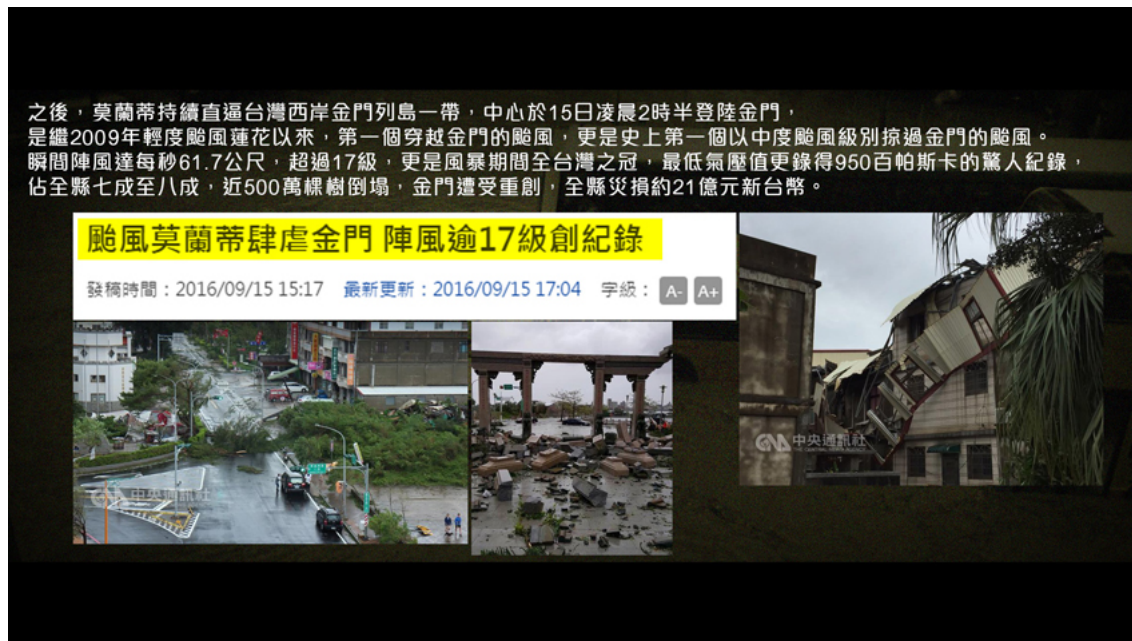 之後，莫蘭蒂持續直逼台灣西岸金門列島一帶，中心於15日凌晨2時半登陸金門，
是繼2009年輕度颱風蓮花以來，第一個穿越金門的颱風，更是史上第一個以中度颱風級別掠過金門的颱風。
瞬間陣風達每秒61.7公尺，超過17級，更是風暴期間全台灣之冠，最低氣壓值更錄得950百帕斯卡的驚人紀錄，
佔全縣七成至八成，近500萬棵樹倒塌，金門遭受重創，全縣災損約21億元新台幣。
颱風莫蘭蒂肆虐金門 陣風逾17級創紀錄
發稿時間：2016/09/15 15:17 最新更新：2016/09/15 17:04 字級： A- A+
CNA 中央通訊社
CNA 中央通訊社